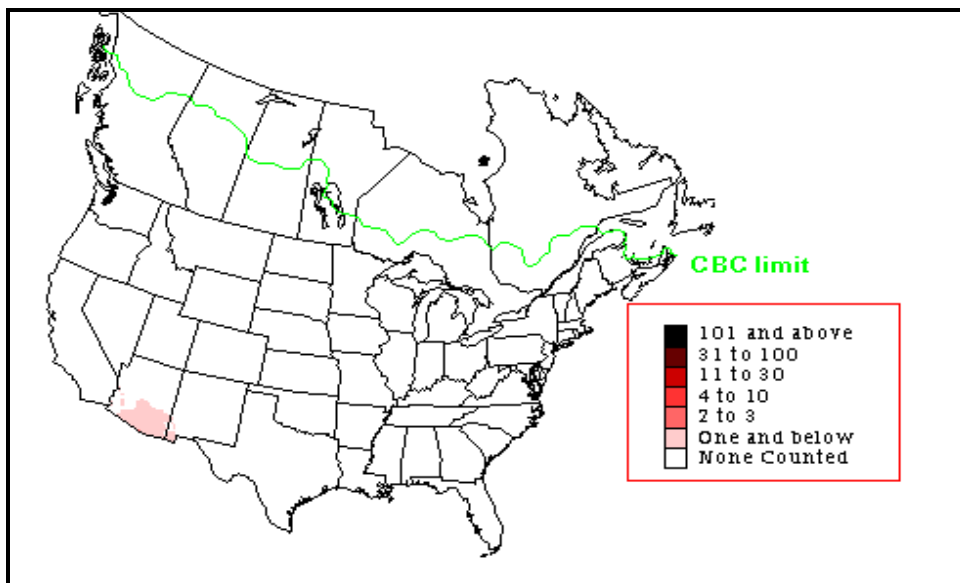 CBC limit
101 and above
31 to 100
11 to 30
4 to 10
2 to 3
One and below
None Counted